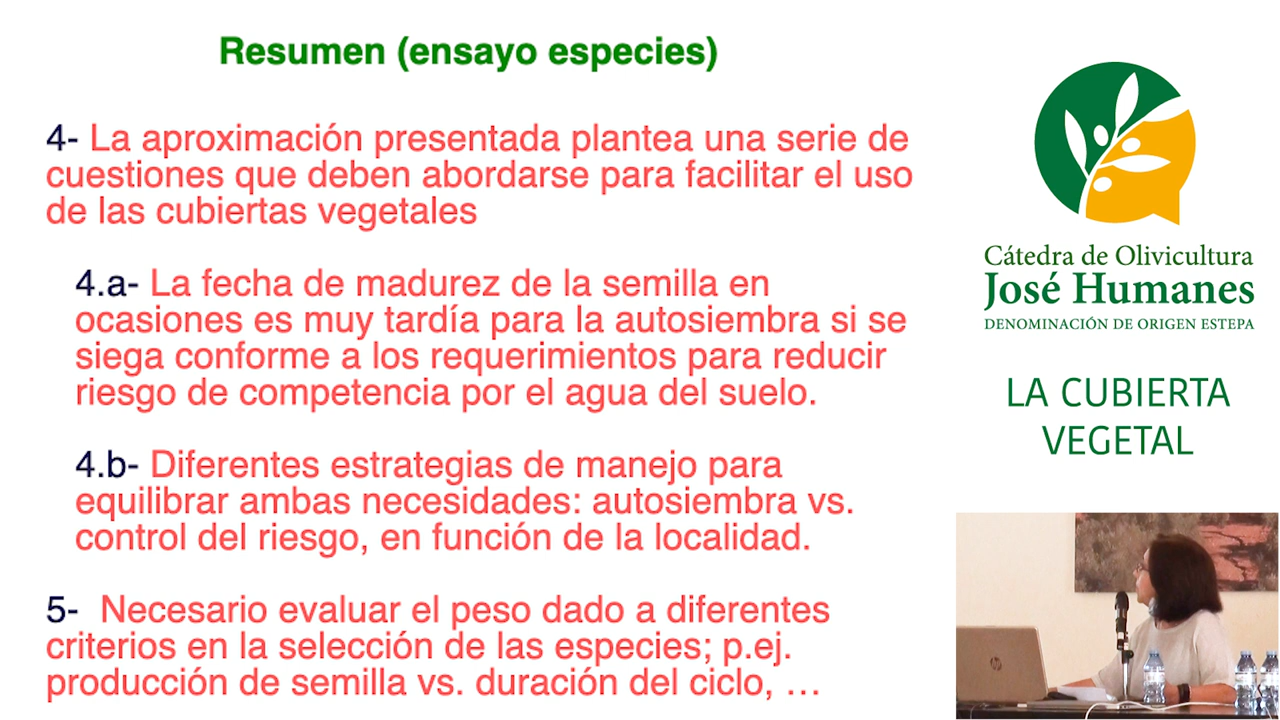 Resumen (ensayo especies)
4- La aproximación presentada plantea una serie de
cuestiones que deben abordarse para facilitar el uso
de las cubiertas vegetales
4.a- La fecha de madurez de la semilla en
ocasiones es muy tardía para la autosiembra si se
siega conforme a los requerimientos para reducir
riesgo de competencia por el agua del suelo.
4.b- Diferentes estrategias de manejo para
equilibrar ambas necesidades: autosiembra vs.
control del riesgo, en función de la localidad.
5- Necesario evaluar el peso dado a diferentes
criterios en la selección de las especies; p.ej.
producción de semilla vs. duración del ciclo, …
Cátedra de Olivicultura
José Humanes
DENOMINACIÓN DE ORIGEN ESTEPA
LA CUBIERTA
VEGETAL
hp